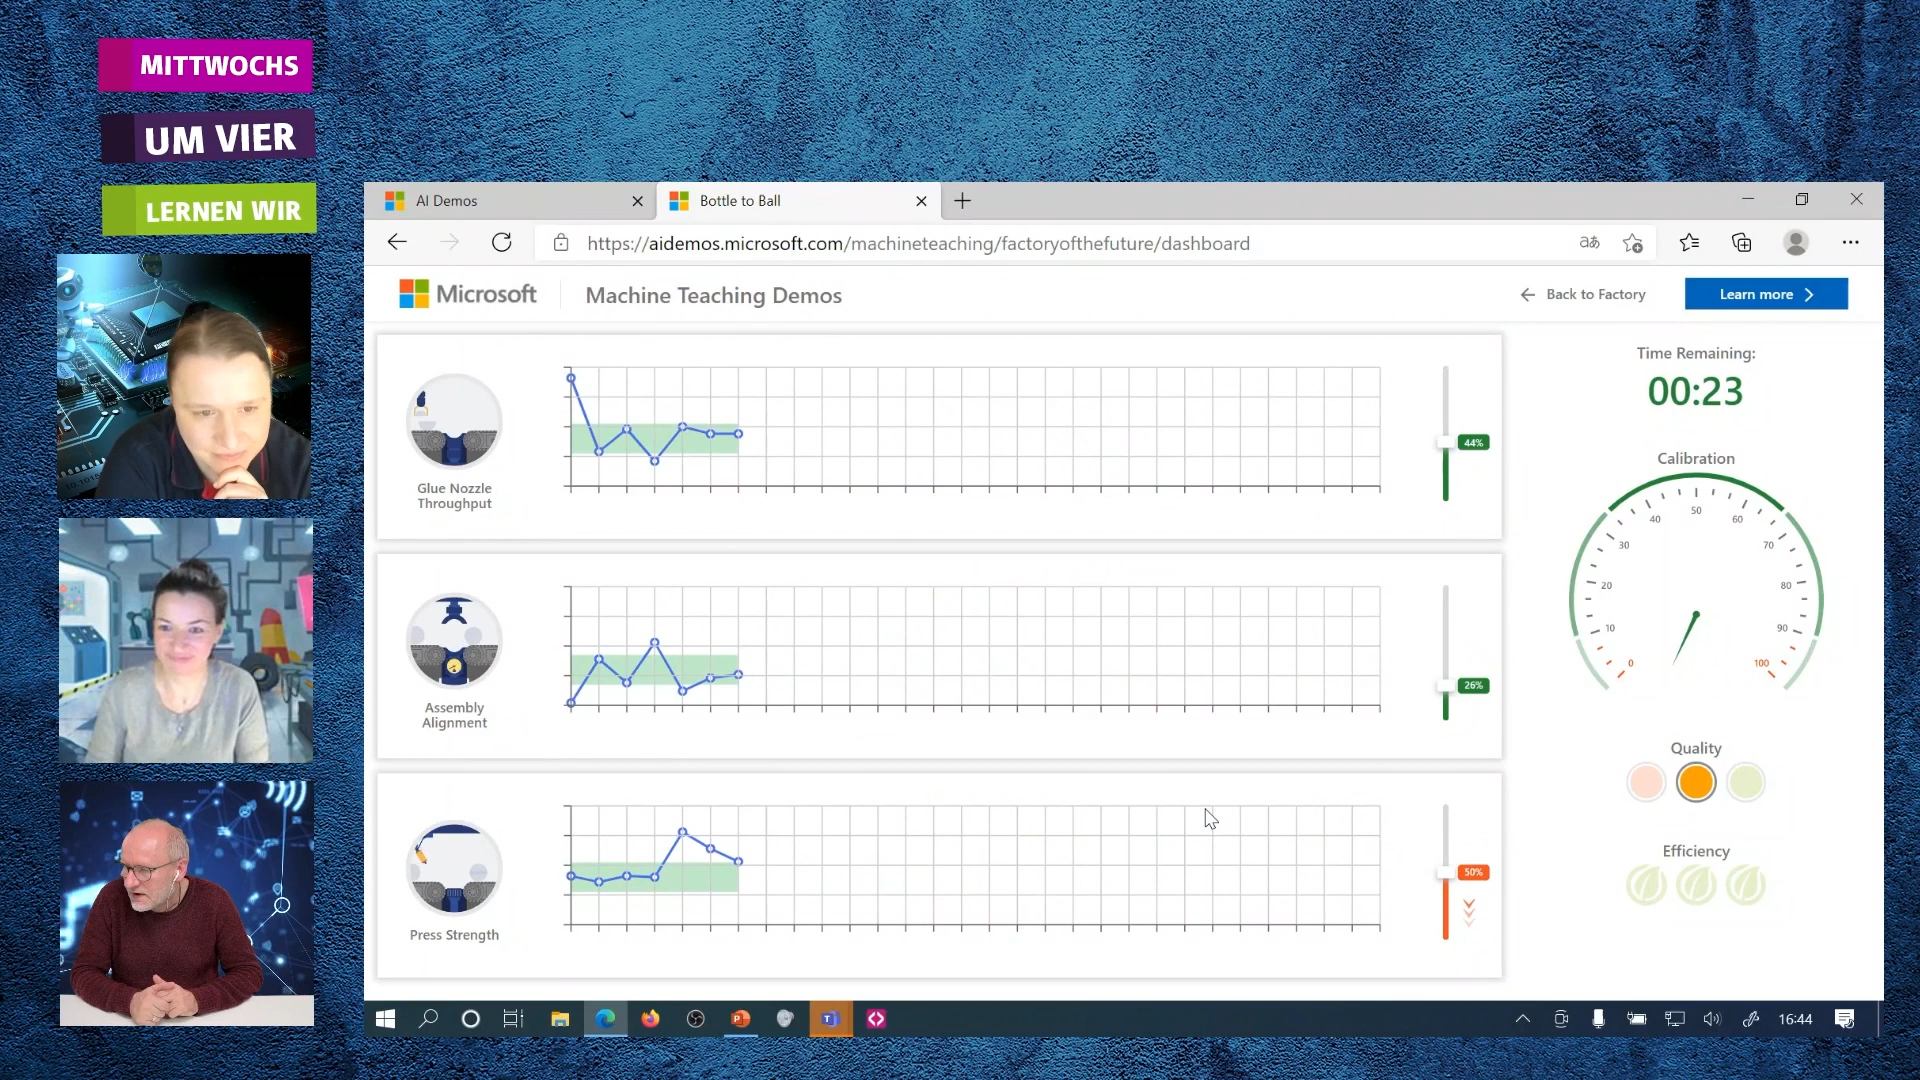 MITTWOCHS
UM VIER
LERNEN WIR
AI Demos
Bottle to Ball
https://aidemos.microsoft.com/machineteaching/factoryofthefuture/dashboard
Microsoft
Machine Teaching Demos
Back to Factory
Learn more
Glue Nozzle
Throughput
44%
Assembly
Alignment
26%
Press Strength
50%
Time Remaining:
00:23
Calibration
0
10
20
30
40
50
60
70
80
90
100
Quality
Efficiency
16:44